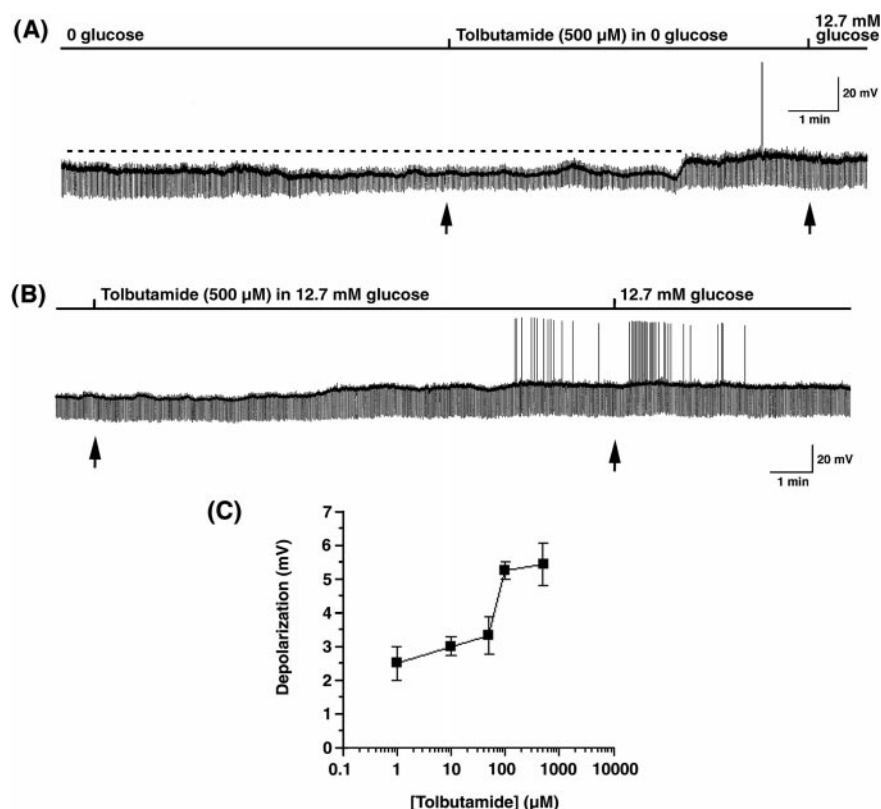 (A)
0 glucose
Tolbutamide (500 µM) in 0 glucose
12.7 mM
glucose
20 mV
1 min
(B)
Tolbutamide (500 µM) in 12.7 mM glucose
12.7 mM glucose
20 mV
1 min
(C)
Depolarization (mV)
7
6
5
4
3
2
1
0
0.1 1 10 100 1000 10000
[Tolbutamide] (µM)